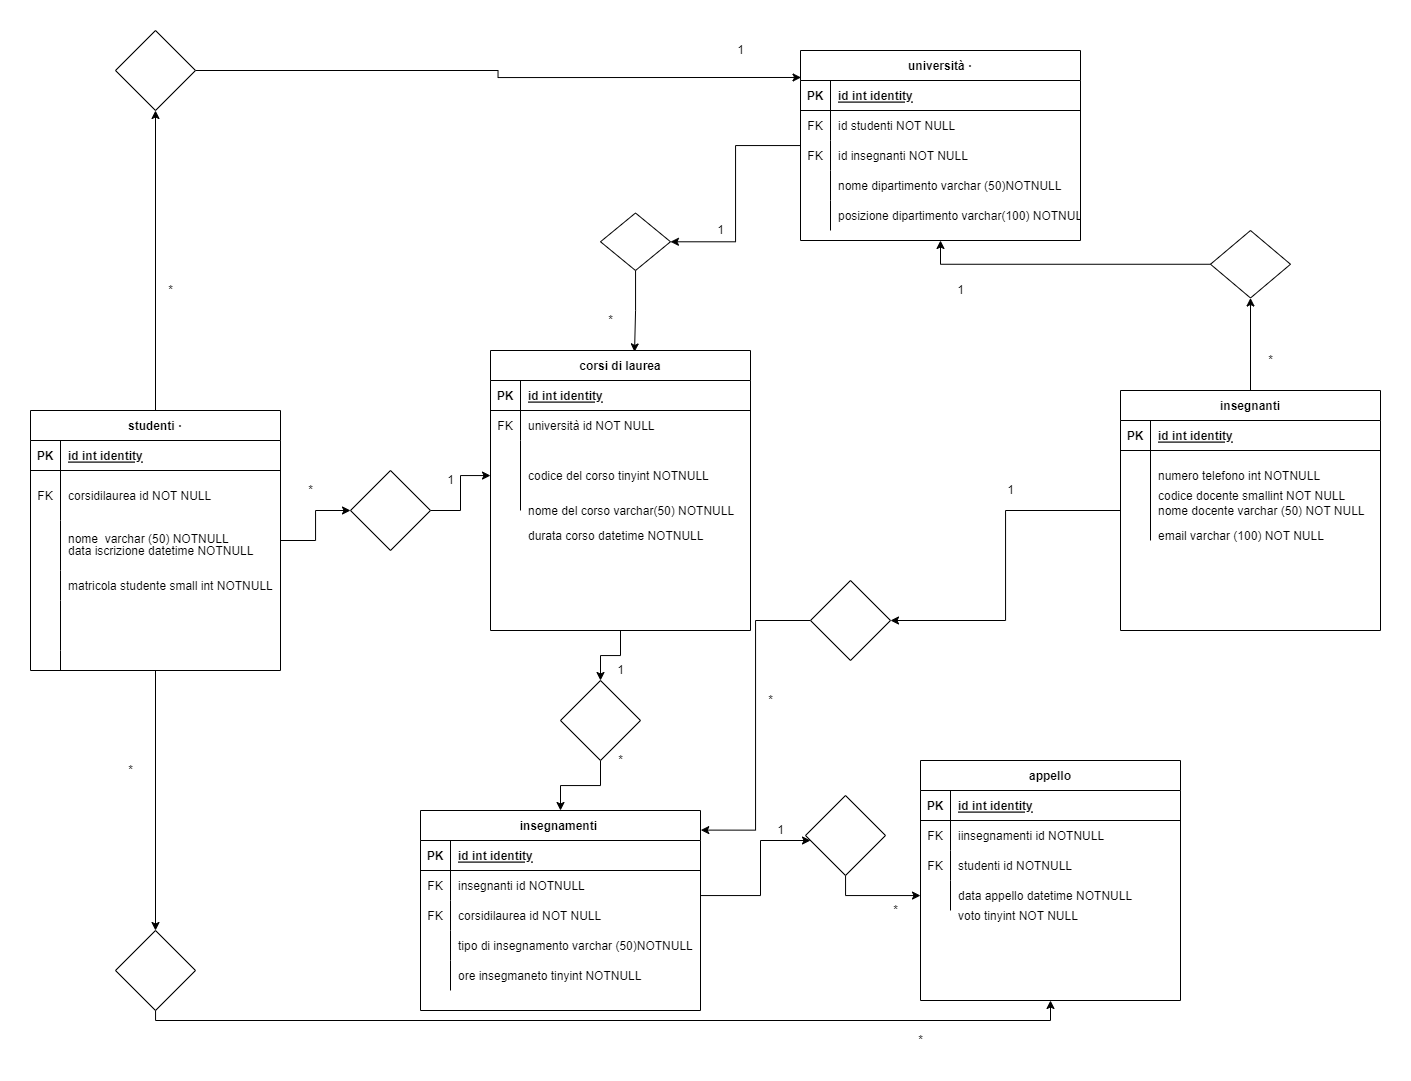 1
università -
PK id int identity
FK id studenti NOT NULL
FK id insegnanti NOT NULL
nome dipartimento varchar (50)NOTNULL
posizione dipartimento varchar(100) NOTNUL
1
*
*
1
*
corsi di laurea
PK id int identity
FK università id NOT NULL
codice del corso tinyint NOTNULL
nome del corso varchar(50) NOTNULL
durata corso datetime NOTNULL
insegnanti
PK id int identity
numero telefono int NOTNULL
codice docente smallint NOT NULL
nome docente varchar (50) NOT NULL
email varchar (100) NOT NULL
studenti -
PK id int identity
FK corsidilaurea id NOT NULL
nome  varchar (50) NOTNULL
data iscrizione datetime NOTNULL
matricola studente small int NOTNULL
*
1
1
1
*
*
*
insegnamenti
PK id int identity
FK insegnanti id NOTNULL
FK corsidilaurea id NOT NULL
tipo di insegnamento varchar (50)NOTNULL
ore insegmaneto tinyint NOTNULL
1
*
appello
PK id int identity
FK iinsegnamenti id NOTNULL
FK studenti id NOTNULL
data appello datetime NOTNULL
voto tinyint NOT NULL
*